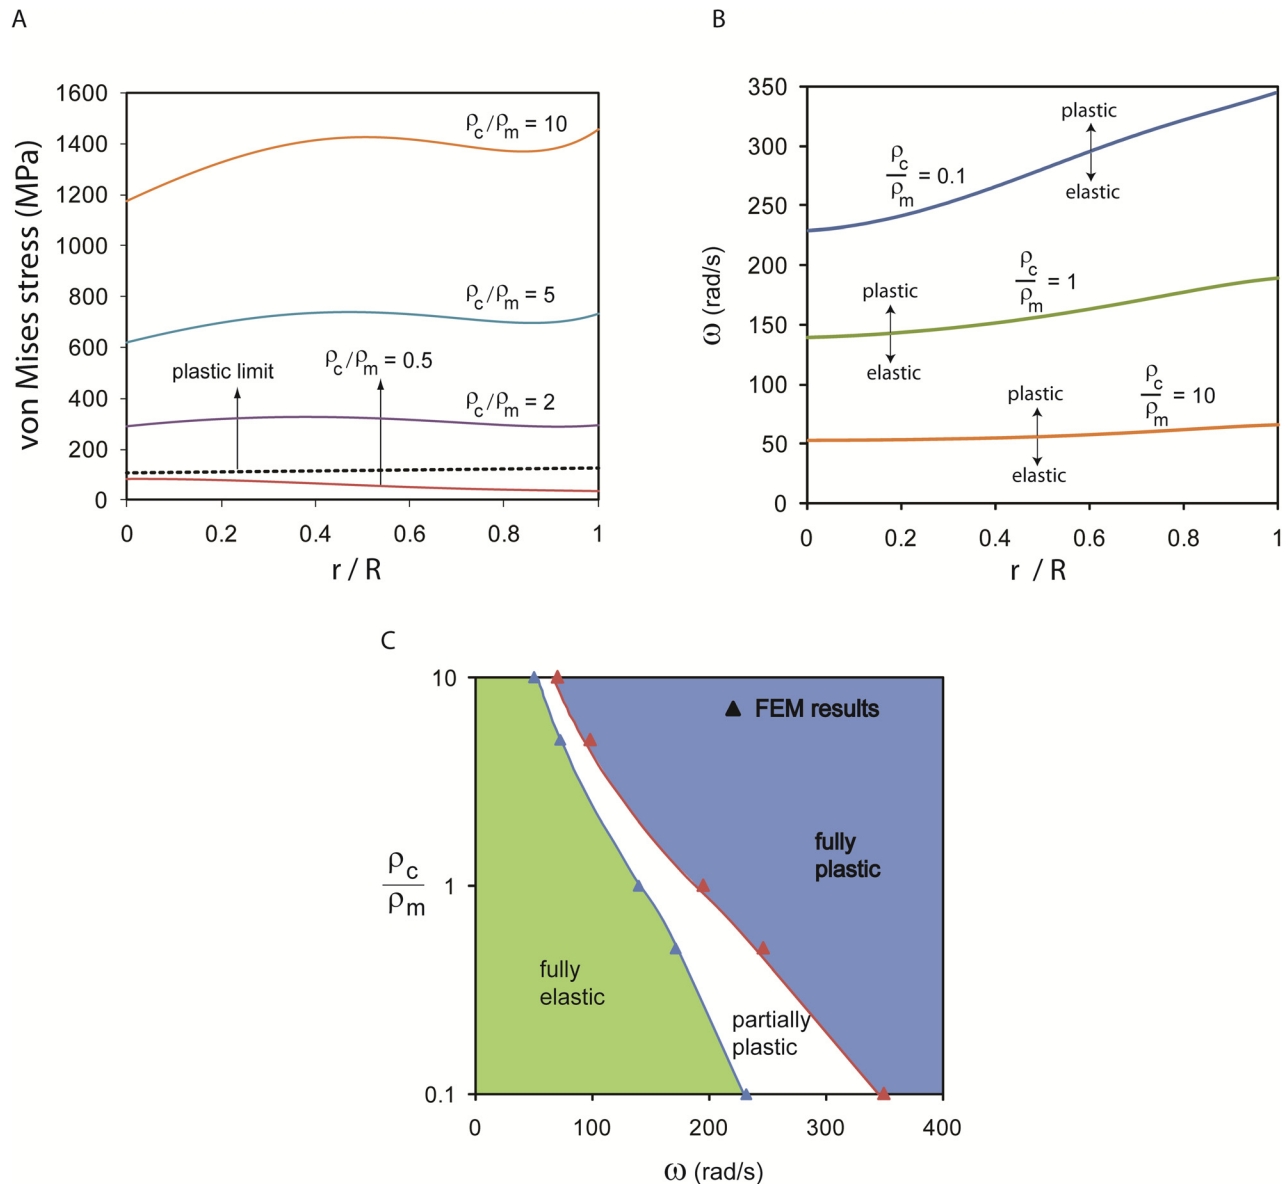 A
von Mises stress (MPa)
1600
1400
1200
1000
800
600
400
200
0
ρc/ρm = 10
ρc/ρm = 5
plastic limit
ρc/ρm = 0.5
ρc/ρm = 2
0
0.2
0.4
0.6
0.8
1
r / R
B
ω (rad/s)
350
300
250
200
150
100
50
0
plastic
elastic
ρc/ρm = 0.1
plastic
elastic
ρc/ρm = 1
plastic
elastic
ρc/ρm = 10
0
0.2
0.4
0.6
0.8
1
r / R
C
ρc/ρm
10
1
0.1
▲ FEM results
fully
plastic
fully
elastic
partially
plastic
0
100
200
300
400
ω (rad/s)